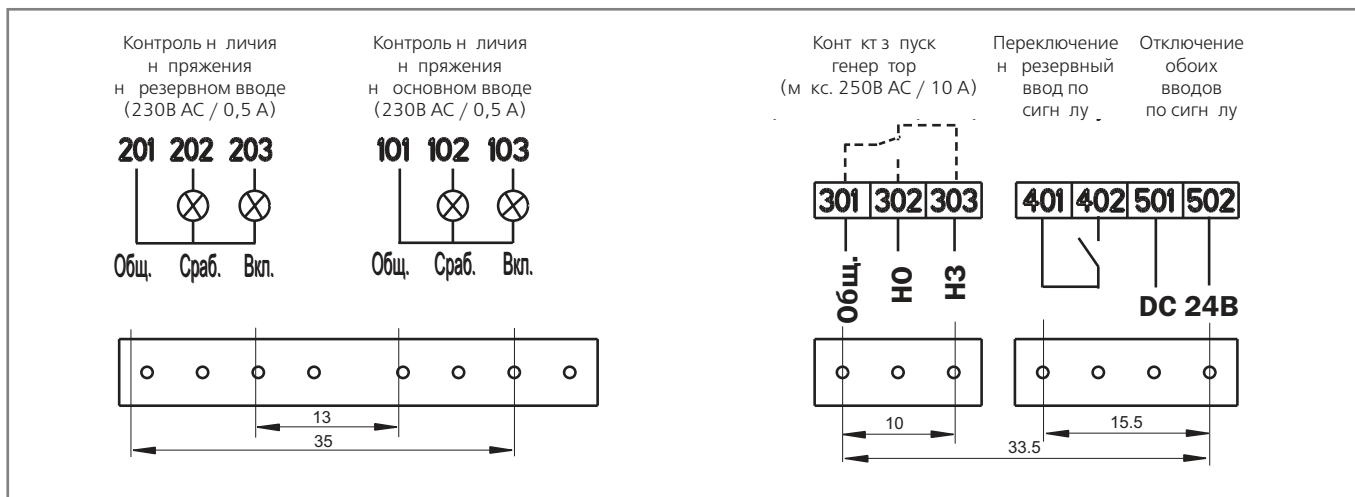 Контроль н личия
н пряжения
н резервном вводе
(230В АС / 0,5 А)
Контроль н личия
н пряжения
н основном вводе
(230В АС / 0,5 А)
Конт кт з пуск
генер тор
(м кс. 250В АС / 10 А)
Переключение
н резервный
ввод по
сигн лу
Отключение
обоих
вводов
по сигн лу
201 202 203
101 102 103
301 302 303
401 402 501 502
Общ. Сраб. Вкл.
Общ. Сраб. Вкл.
Общ.
НО
НЗ
DC 24В
13
35
10
15.5
33.5